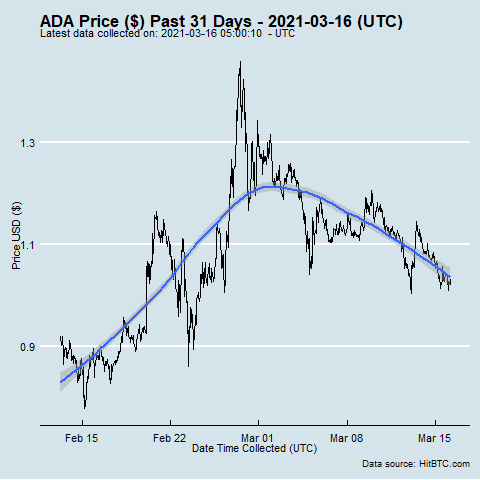 ADA Price ($) Past 31 Days - 2021-03-16 (UTC)
Latest data collected on: 2021-03-16 05:00:10 - UTC
1.3
1.1
0.9
Price USD ($)
Feb 15 Feb 22 Mar 01 Mar 08 Mar 15
Date Time Collected (UTC)
Data source: HitBTC.com